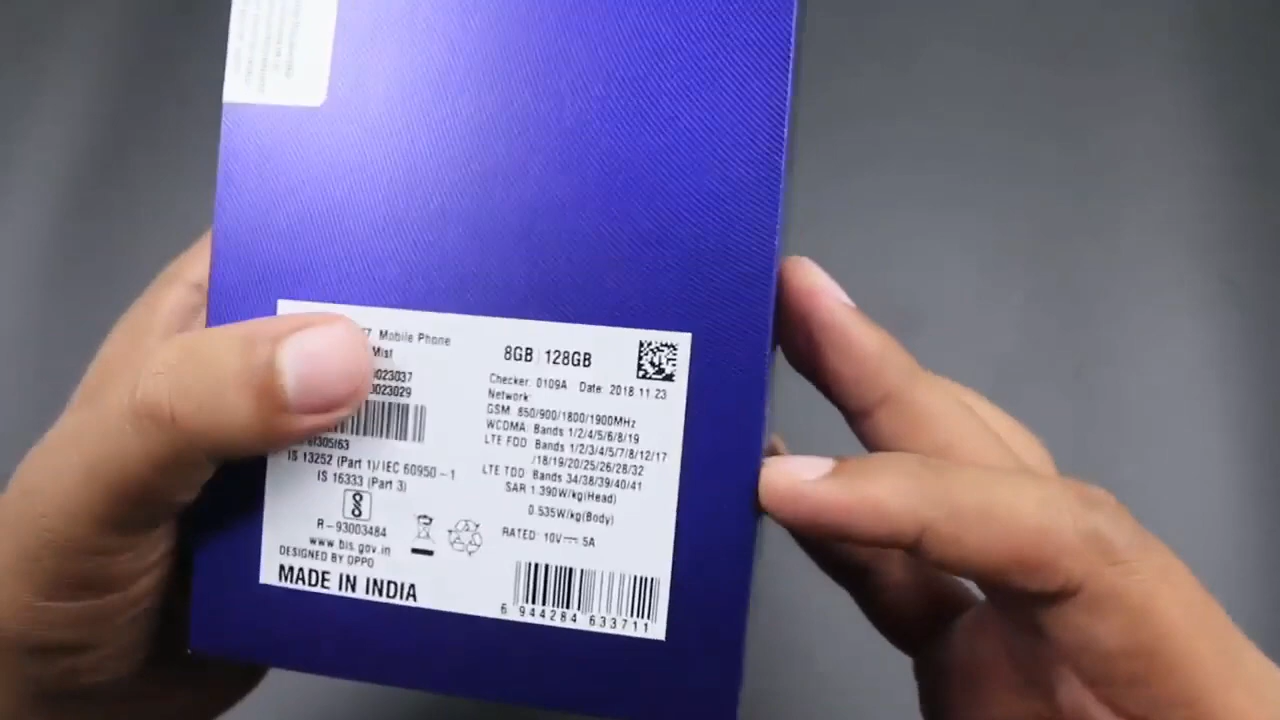 Mobile Phone
Mist
8GB 128GB
Checker: 0109A Date: 2018.11.23
Network:
GSM: 850/900/1800/1900MHz
WCDMA: Bands 1/2/4/5/6/8/19
LTE FDD: Bands 1/2/3/4/5/7/8/12/17
/18/19/20/25/26/28/32
LTE TDD: Bands 34/38/39/40/41
SAR 1.390W/kg(Head)
0.535W/kg(Body)
RATED: 10V 5A
6 944284 633711
023037
0023029
IS 13252 (Part 1)/IEC 60950-1
IS 16333 (Part 3)
R-93003484
www.bis.gov.in
DESIGNED BY OPPO
MADE IN INDIA